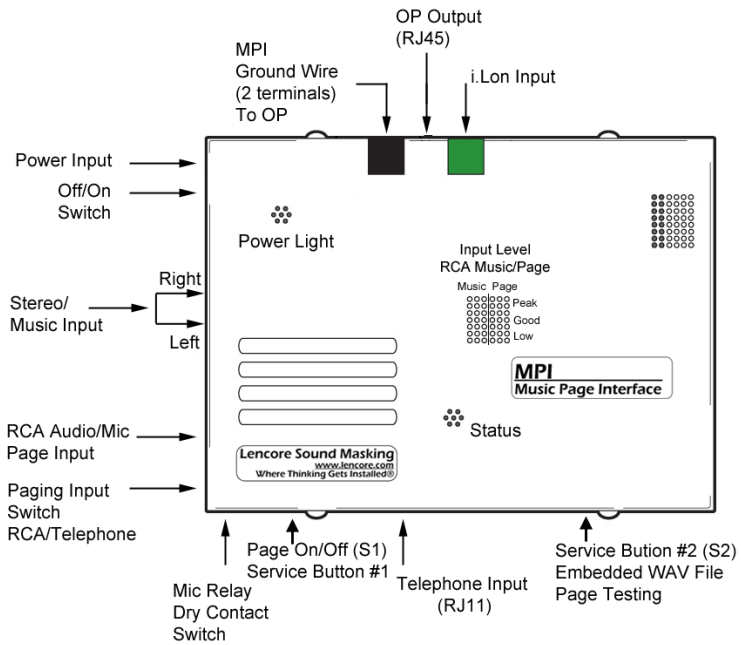 OP Output
(RJ45)
MPI
Ground Wire
(2 terminals)
To OP
i.Lon Input
Power Input
Off/On
Switch
Power Light
Input Level
RCA Music/Page
Music Page
Peak
Good
Low
Right
Stereo/
Music Input
Left
MPI
Music Page Interface
RCA Audio/Mic
Page Input
Status
Lencore Sound Masking
www.lencore.com
Where Thinking Gets Installed®
Paging Input
Switch
RCA/Telephone
Page On/Off (S1)
Service Button #1
Mic Relay
Dry Contact
Switch
Telephone Input
(RJ11)
Service Bution #2 (S2)
Embedded WAV File
Page Testing